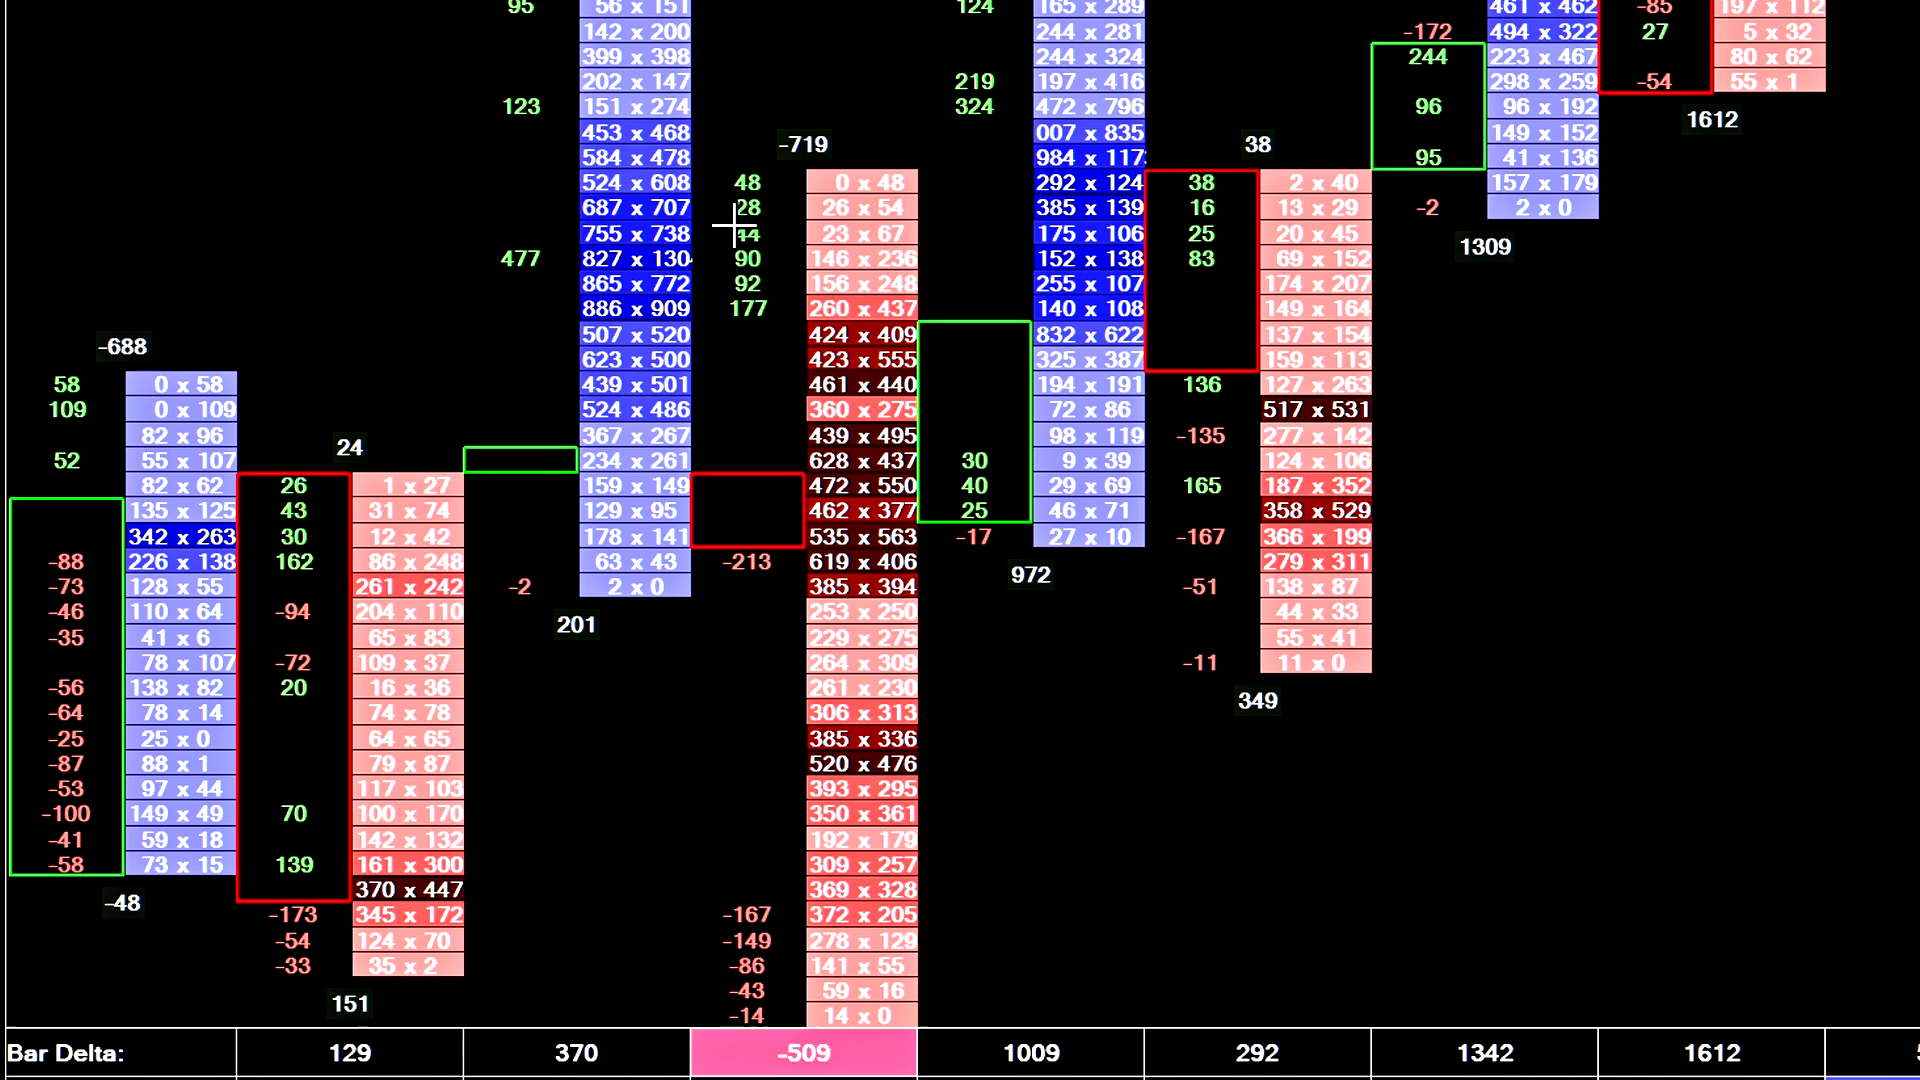 95 56 x 151 124 165 x 289 461 x 462 -85 197 x 112
142 x 200 244 x 281 -172 494 x 322 27 5 x 32
399 x 398 244 x 324 244 223 x 467 80 x 62
202 x 147 219 197 x 416 298 x 259 -54 55 x 1
123 151 x 274 324 472 x 796 96 96 x 192
1612
453 x 468 007 x 835 149 x 152
-719 38
584 x 478 984 x 117 95 41 x 136
524 x 608 48 0 x 48 292 x 124 38 2 x 40 157 x 179
687 x 707 28 26 x 54 385 x 139 16 13 x 29 -2 2 x 0
755 x 738 23 x 67 175 x 106 25 20 x 45
1309
477 827 x 130 90 146 x 236 152 x 138 83 69 x 152
865 x 772 92 156 x 248 255 x 107 174 x 207
886 x 909 177 260 x 437 140 x 108 149 x 164
507 x 520 424 x 409 832 x 622 137 x 154
-688
623 x 500 423 x 555 325 x 387 159 x 113
58 0 x 58 439 x 501 461 x 440 194 x 191 136 127 x 263
109 0 x 109 524 x 486 360 x 275 72 x 86 517 x 531
82 x 96 367 x 267 439 x 495 98 x 119 -135 277 x 142
24
52 55 x 107 234 x 261 628 x 437 30 9 x 39 124 x 106
82 x 62 26 1 x 27 159 x 149 472 x 550 40 29 x 69 165 187 x 352
135 x 125 43 31 x 74 129 x 95 462 x 377 25 46 x 71 358 x 529
342 x 263 30 12 x 42 178 x 141 535 x 563 -17 27 x 10 -167 366 x 199
-88 226 x 138 162 86 x 248 63 x 43 -213 619 x 406 279 x 311
972
-73 128 x 55 261 x 242 -2 2 x 0 385 x 394 -51 138 x 87
-46 110 x 64 -94 204 x 110 253 x 250 44 x 33
201
-35 41 x 6 65 x 83 229 x 275 55 x 41
78 x 107 -72 109 x 37 264 x 309 -11 11 x 0
-56 138 x 82 20 16 x 36 261 x 230
349
-64 78 x 14 74 x 78 306 x 313
-25 25 x 0 64 x 65 385 x 336
-87 88 x 1 79 x 87 520 x 476
-53 97 x 44 117 x 103 393 x 295
-100 149 x 49 70 100 x 170 350 x 361
-41 59 x 18 142 x 132 192 x 179
-58 73 x 15 139 161 x 300 309 x 257
370 x 447 369 x 328
-48
-173 345 x 172 -167 372 x 205
-54 124 x 70 -149 278 x 129
-33 35 x 2 -86 141 x 55
-43 59 x 16
151
-14 14 x 0
Bar Delta: 129 370 -509 1009 292 1342 1612